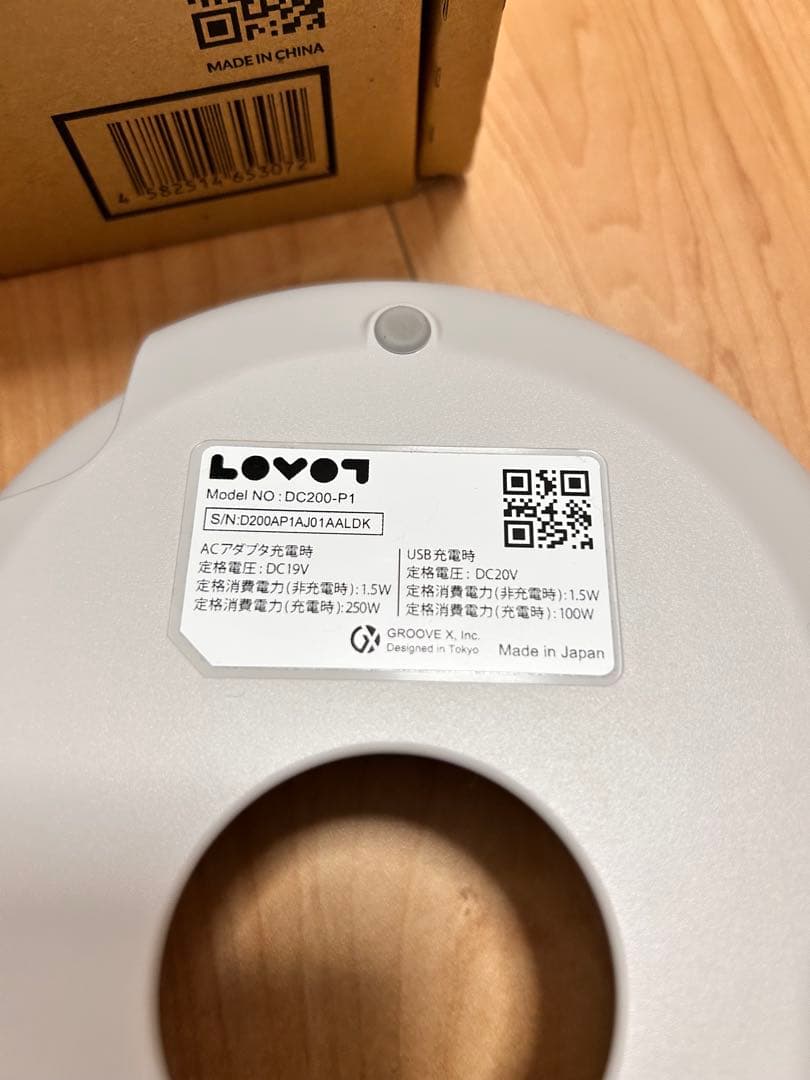 MADE IN CHINA
4 582514 653072
LOVOT
Model NO : DC200-P1
S/N:D200AP1AJ01AALDK
ACアダプタ充電時
定格電圧 : DC19V
定格消費電力(非充電時):1.5W
定格消費電力(充電時):250W
USB充電時
定格電圧 : DC20V
定格消費電力(非充電時):1.5W
定格消費電力(充電時):100W
GX
GROOVE X, Inc.
Designed in Tokyo
Made in Japan